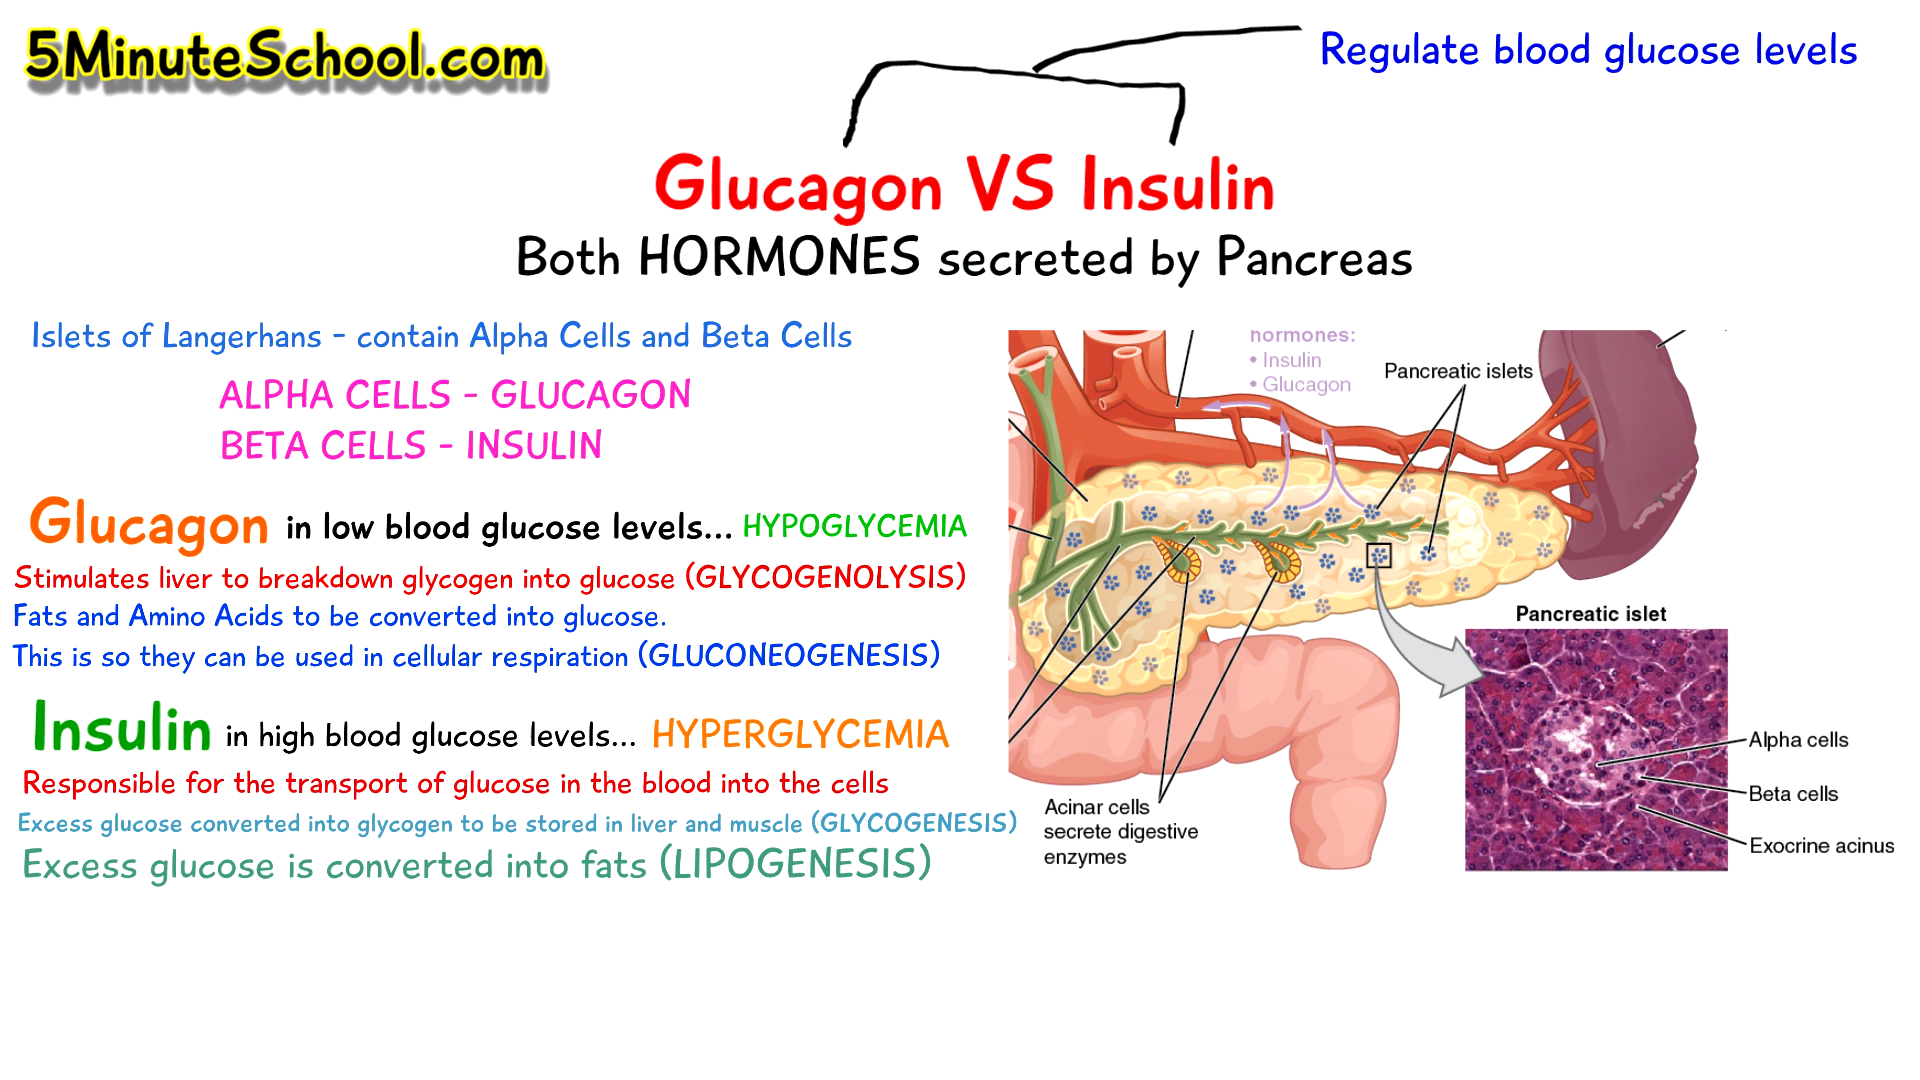 5MinuteSchool.com
Regulate blood glucose levels
Glucagon VS Insulin
Both HORMONES secreted by Pancreas
Islets of Langerhans - contain Alpha Cells and Beta Cells
ALPHA CELLS - GLUCAGON
BETA CELLS - INSULIN
Glucagon in low blood glucose levels... HYPOGLYCEMIA
Stimulates liver to breakdown glycogen into glucose (GLYCOGENOLYSIS)
Fats and Amino Acids to be converted into glucose.
This is so they can be used in cellular respiration (GLUCONEOGENESIS)
Insulin in high blood glucose levels... HYPERGLYCEMIA
Responsible for the transport of glucose in the blood into the cells
Excess glucose converted into glycogen to be stored in liver and muscle (GLYCOGENESIS)
Excess glucose is converted into fats (LIPOGENESIS)
hormones:
• Insulin
• Glucagon
Pancreatic islets
Pancreatic islet
Alpha cells
Beta cells
Exocrine acinus
Acinar cells
secrete digestive
enzymes